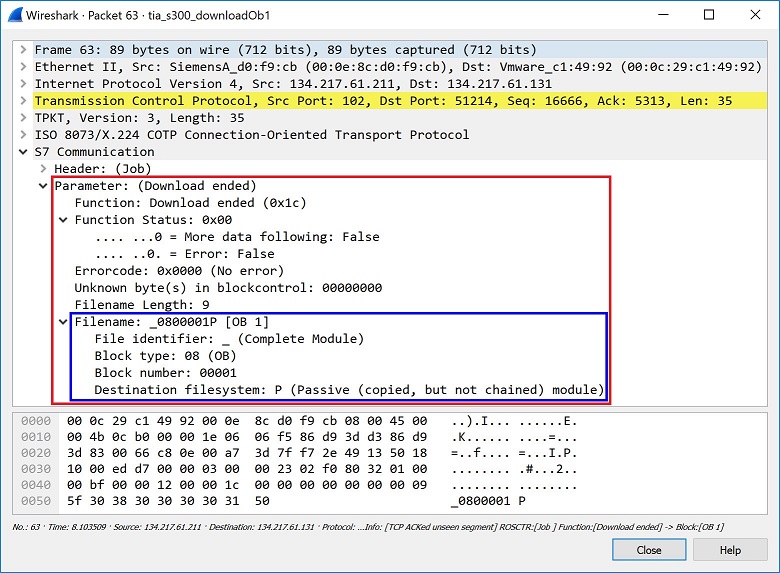 Wireshark · Packet 63 · tia_s300_downloadOb1
Frame 63: 89 bytes on wire (712 bits), 89 bytes captured (712 bits)
Ethernet II, Src: SiemensA_d0:f9:cb (00:0e:8c:d0:f9:cb), Dst: Vmware_c1:49:92 (00:0c:29:c1:49:92)
Internet Protocol Version 4, Src: 134.217.61.211, Dst: 134.217.61.131
Transmission Control Protocol, Src Port: 102, Dst Port: 51214, Seq: 16666, Ack: 5313, Len: 35
TPKT, Version: 3, Length: 35
ISO 8073/X.224 COTP Connection-Oriented Transport Protocol
S7 Communication
Header: (Job)
Parameter: (Download ended)
Function: Download ended (0x1c)
Function Status: 0x00
.... ...0 = More data following: False
.... ..0. = Error: False
Errorcode: 0x0000 (No error)
Unknown byte(s) in blockcontrol: 00000000
Filename Length: 9
Filename: _0800001P [OB 1]
File identifier: _ (Complete Module)
Block type: 08 (OB)
Block number: 00001
Destination filesystem: P (Passive (copied, but not chained) module)
0000 00 0c 29 c1 49 92 00 0e 8c d0 f9 cb 08 00 45 00 ..).I... ......E.
0010 00 4b 0c b0 00 00 1e 06 06 f5 86 d9 3d d3 86 d9 .K...... ....=...
0020 3d 83 00 66 c8 0e 00 a7 3d 7f f7 2e 49 13 50 18 =..f.... =...I.P.
0030 10 00 ed d7 00 00 03 00 00 23 02 f0 80 32 01 00 ........ .#...2..
0040 00 bf 00 00 12 00 00 1c 00 00 00 00 00 00 00 09 ........ ........
0050 5f 30 38 30 30 30 30 31 50 _0800001 P
No.: 63 · Time: 8.103509 · Source: 134.217.61.211 · Destination: 134.217.61.131 · Protocol: ...Info: [TCP ACKed unseen segment] ROSCTR:[Job ] Function:[Download ended] -> Block:[OB 1]
Close Help